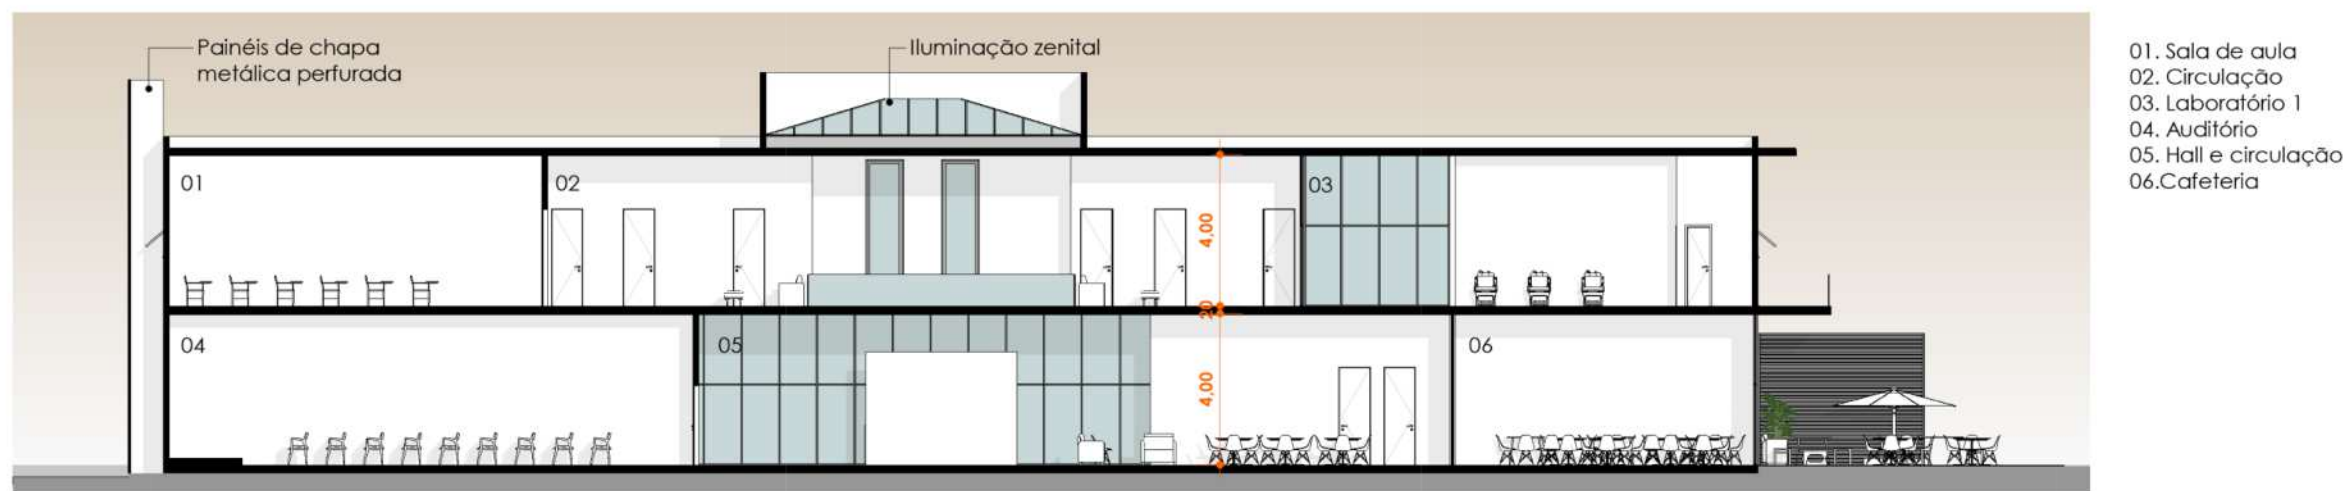 Painéis de chapa
metálica perfurada
Iluminação zenital
01. Sala de aula
02. Circulação
03. Laboratório 1
04. Auditório
05. Hall e circulação
06.Cafeteria
01
02
03
4,00
20
04
05
06
4,00